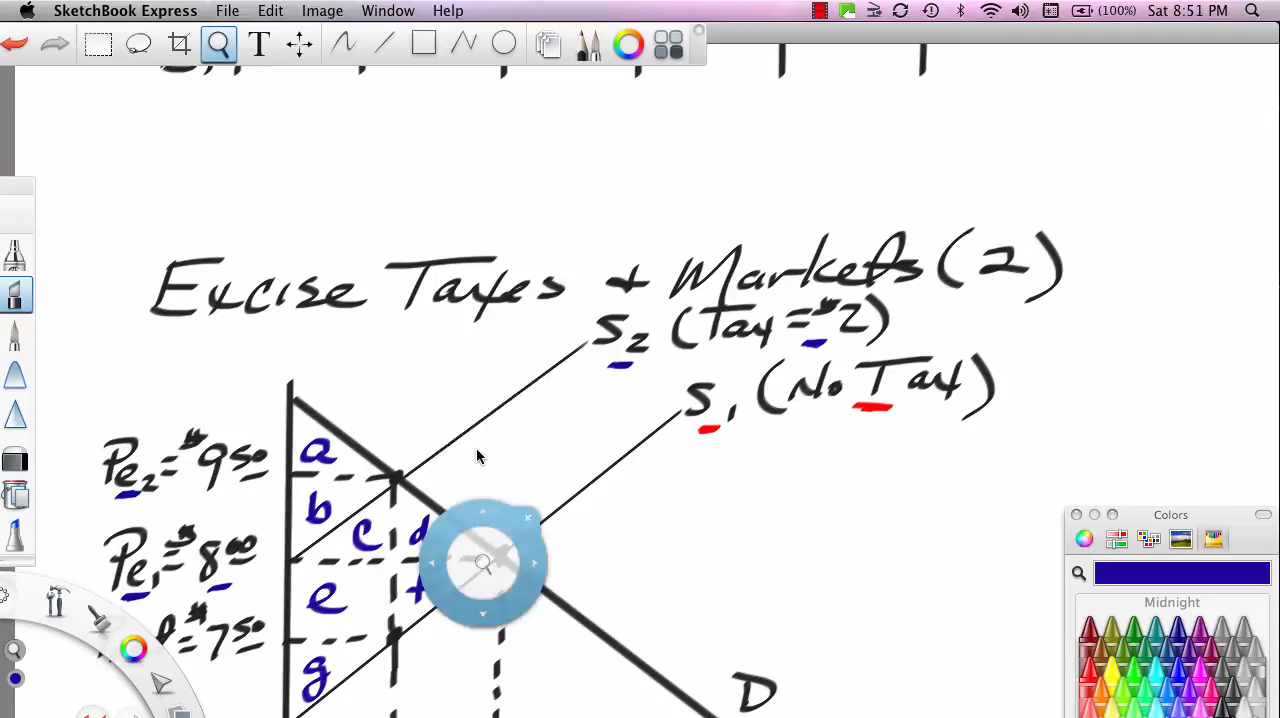 SketchBook Express File Edit Image Window Help (100%) Sat 8:51 PM
T
Excise Taxes + Markets (2)
S2 (Tax = $2)
S1 (No Tax)
Pe2 = $9 50
a
b
c
d
Pe1 = $8 00
e
f
= $7 50
g
D
Colors
Midnight